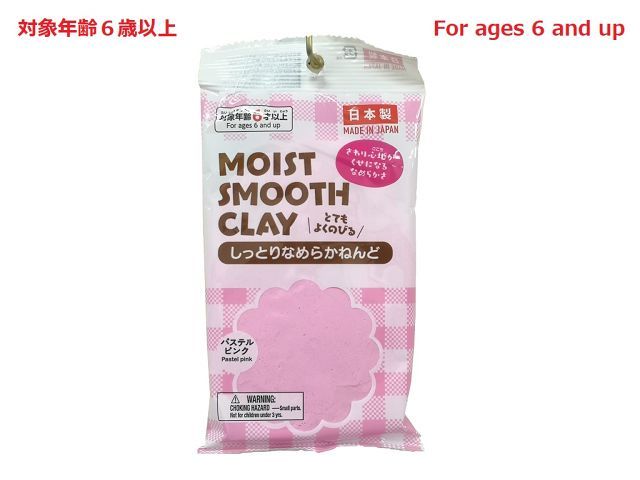 対象年齢６歳以上
For ages 6 and up
対象年齢6才以上
For ages 6 and up
日本製
MADE IN JAPAN
さわり心地が
くせになる
なめらかさ
MOIST
SMOOTH
CLAY
とても
よくのびる
しっとりなめらかねんど
パステル
ピンク
Pastel pink
WARNING:
CHOKING HAZARD —Small parts.
Not for children under 3 yrs.